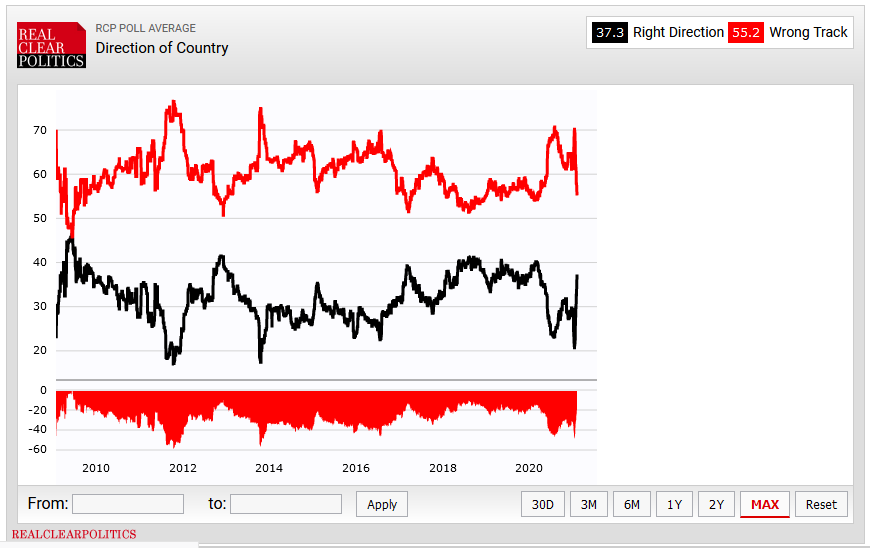 REAL
CLEAR
POLITICS
RCP POLL AVERAGE
Direction of Country
37.3 Right Direction 55.2 Wrong Track
70
60
50
40
30
20
0
-20
-40
-60
2010 2012 2014 2016 2018 2020
From: to: Apply 30D 3M 6M 1Y 2Y MAX Reset
REALCLEARPOLITICS